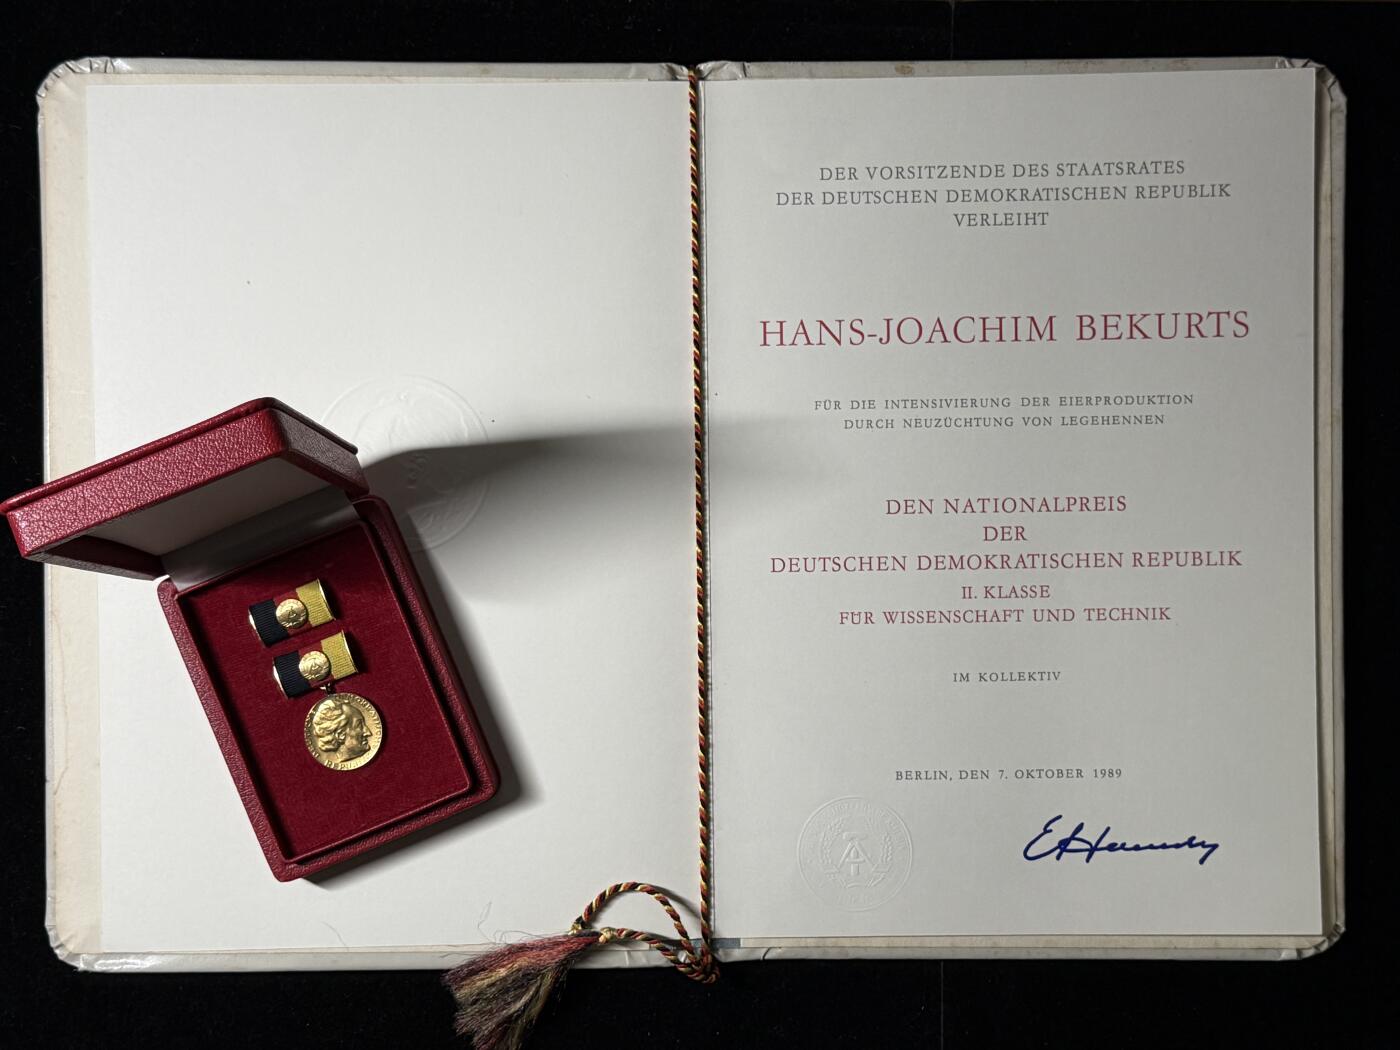 DER VORSITZENDE DES STAATSRATES
DER DEUTSCHEN DEMOKRATISCHEN REPUBLIK
VERLEIHT
HANS-JOACHIM BEKURTS
FÜR DIE INTENSIVIERUNG DER EIERPRODUKTION
DURCH NEUZÜCHTUNG VON LEGEHENNEN
DEN NATIONALPREIS
DER
DEUTSCHEN DEMOKRATISCHEN REPUBLIK
II. KLASSE
FÜR WISSENSCHAFT UND TECHNIK
IM KOLLEKTIV
BERLIN, DEN 7. OKTOBER 1989